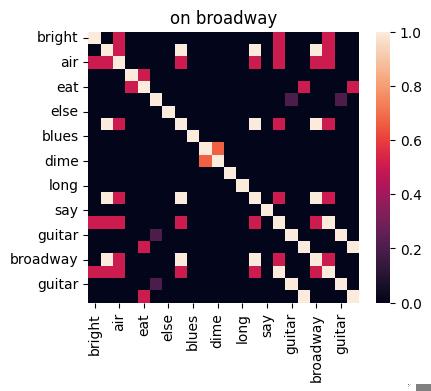 on broadway
bright
air
eat
else
blues
dime
long
say
guitar
broadway
guitar
1.0
0.8
0.6
0.4
0.2
0.0
bright
air
eat
else
blues
dime
long
say
guitar
broadway
guitar